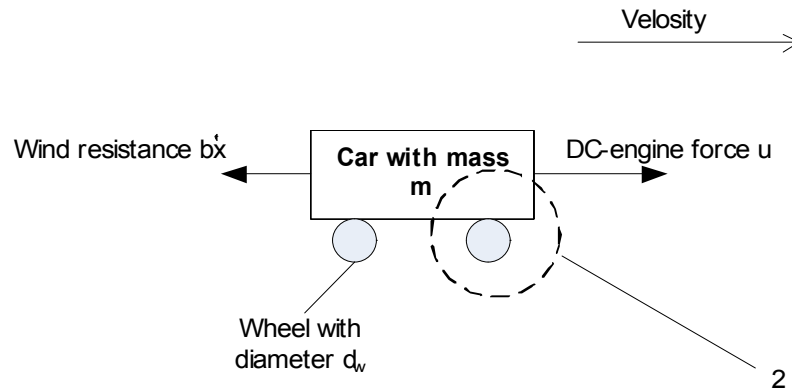 Velosity
Wind resistance bẋ
Car with mass
m
DC-engine force u
Wheel with
diameter dw
2